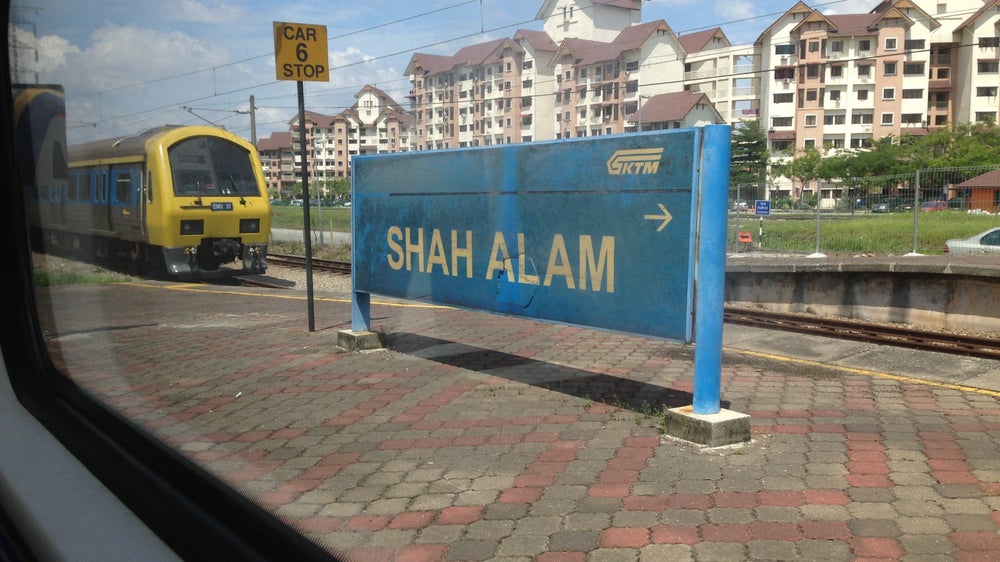 CAR
6
STOP
KTM
SHAH ALAM
EMU 31